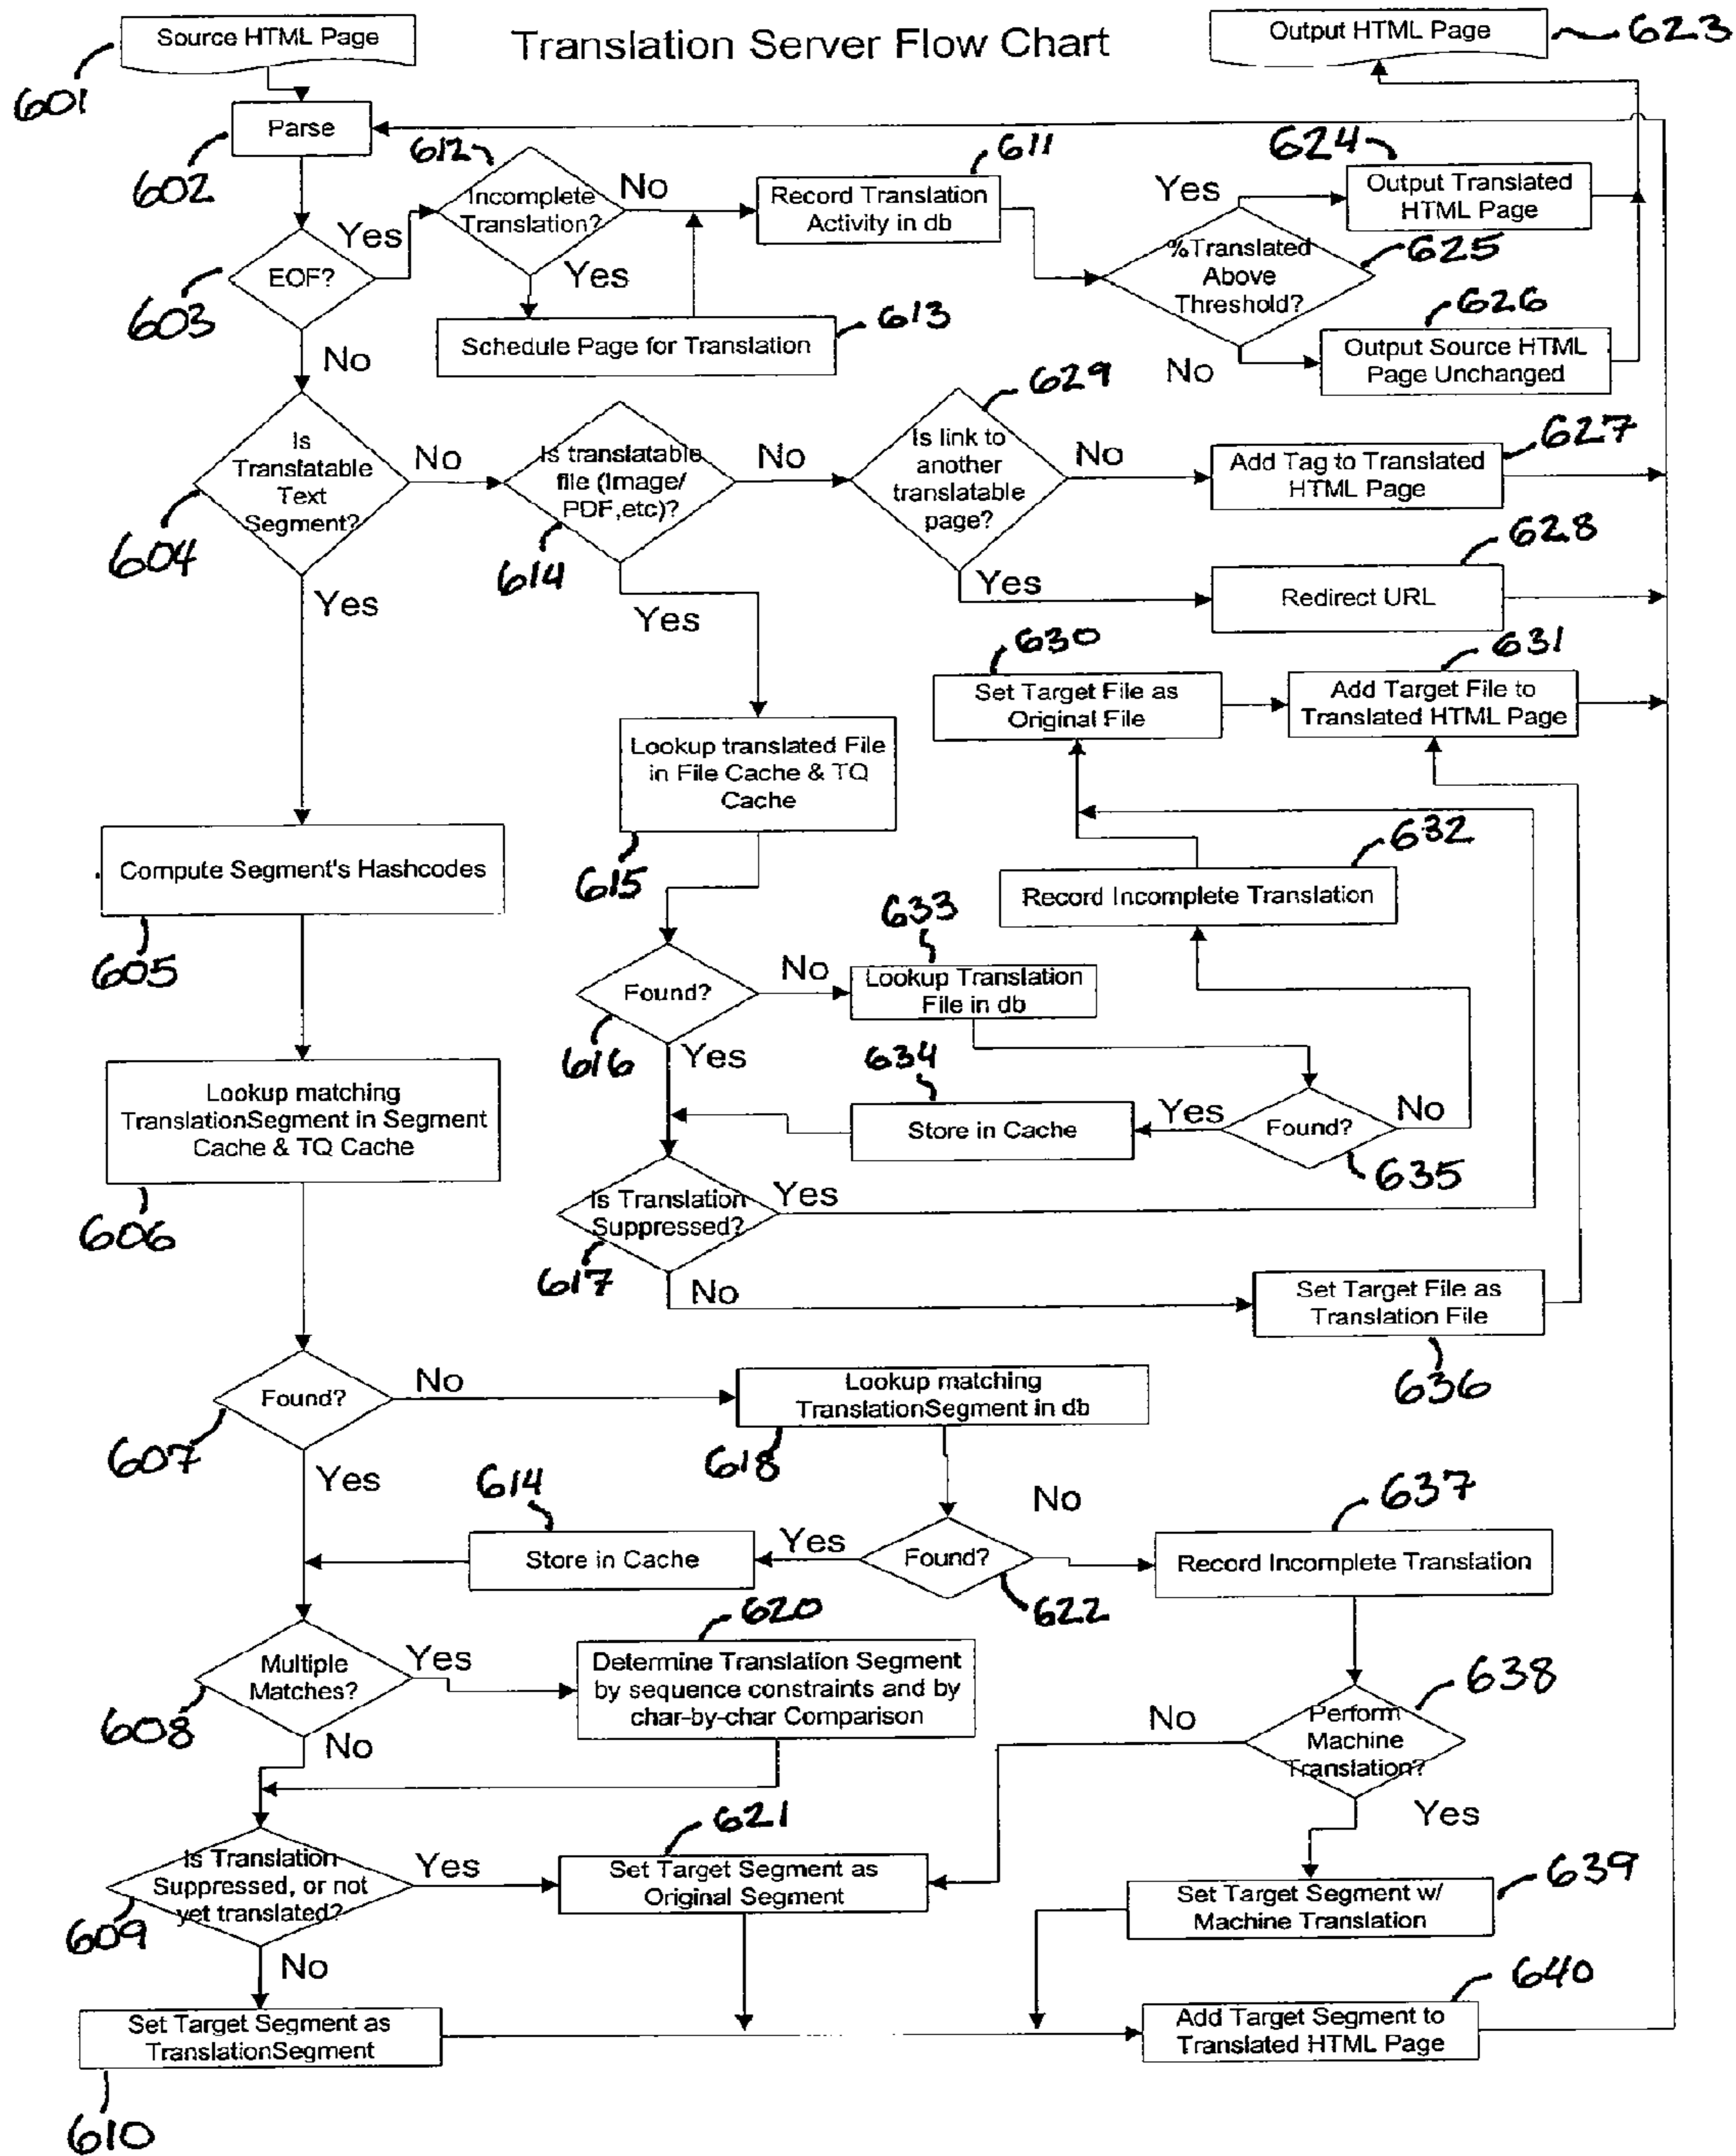 Source HTML Page
Translation Server Flow Chart
Output HTML Page
623
601
Parse
602
612
Incomplete
Translation?
No
Yes
611
Record Translation
Activity in db
624
Yes
Output Translated
HTML Page
EOF?
603
Yes
%Translated
Above
Threshold?
625
613
Schedule Page for Translation
626
No
Output Source HTML
Page Unchanged
No
629
Is
Translatable
Text
Segment?
604
No
Is translatable
file (Image/
PDF,etc)?
614
No
Is link to
another
translatable
page?
No
627
Add Tag to Translated
HTML Page
628
Yes
Yes
Yes
Redirect URL
630
Set Target File as
Original File
631
Add Target File to
Translated HTML Page
Lookup translated File
in File Cache & TQ
Cache
615
632
Record Incomplete Translation
Compute Segment's Hashcodes
605
633
Found?
616
No
Lookup Translation
File in db
Yes
634
Store in Cache
Yes
Found?
No
635
Lookup matching
TranslationSegment in Segment
Cache & TQ Cache
606
Is Translation
Suppressed?
617
Yes
No
Set Target File as
Translation File
636
Found?
607
No
Lookup matching
TranslationSegment in db
618
Yes
614
Store in Cache
Yes
Found?
622
No
637
Record Incomplete Translation
620
Multiple
Matches?
608
Yes
Determine Translation Segment
by sequence constraints and by
char-by-char Comparison
No
638
No
Perform
Machine
Translation?
Yes
621
Is Translation
Suppressed, or not
yet translated?
609
Yes
Set Target Segment as
Original Segment
639
Set Target Segment w/
Machine Translation
No
640
Set Target Segment as
TranslationSegment
610
Add Target Segment to
Translated HTML Page